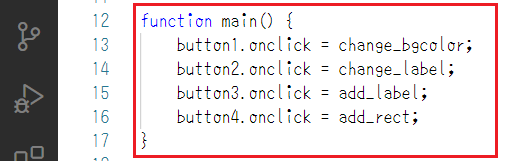 12 function main() {
13 button1.onclick = change_bgcolor;
14 button2.onclick = change_label;
15 button3.onclick = add_label;
16 button4.onclick = add_rect;
17 }